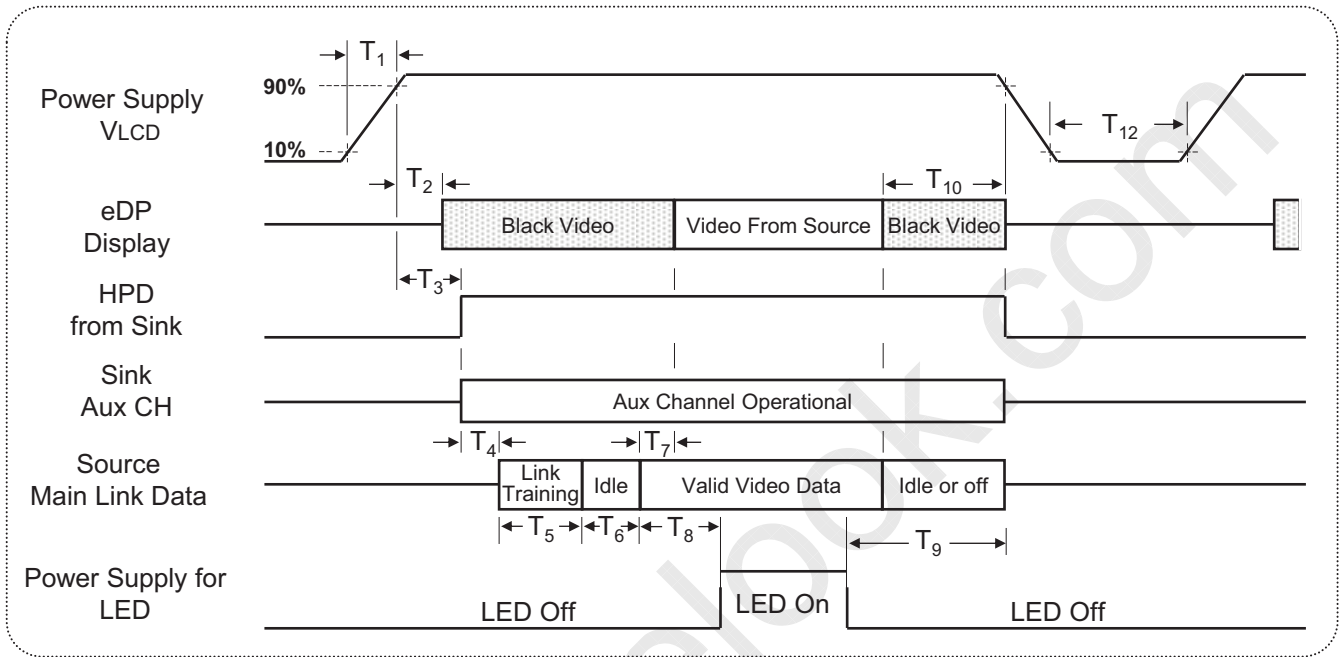 T1
90%
Power Supply
VLCD
T12
10%
T2
T10
eDP
Display
Black Video
Video From Source
Black Video
T3
HPD
from Sink
Sink
Aux CH
Aux Channel Operational
T4
T7
Source
Main Link Data
Link
Training
Idle
Valid Video Data
Idle or off
T5
T6
T8
T9
Power Supply for
LED
LED Off
LED On
LED Off
look.com